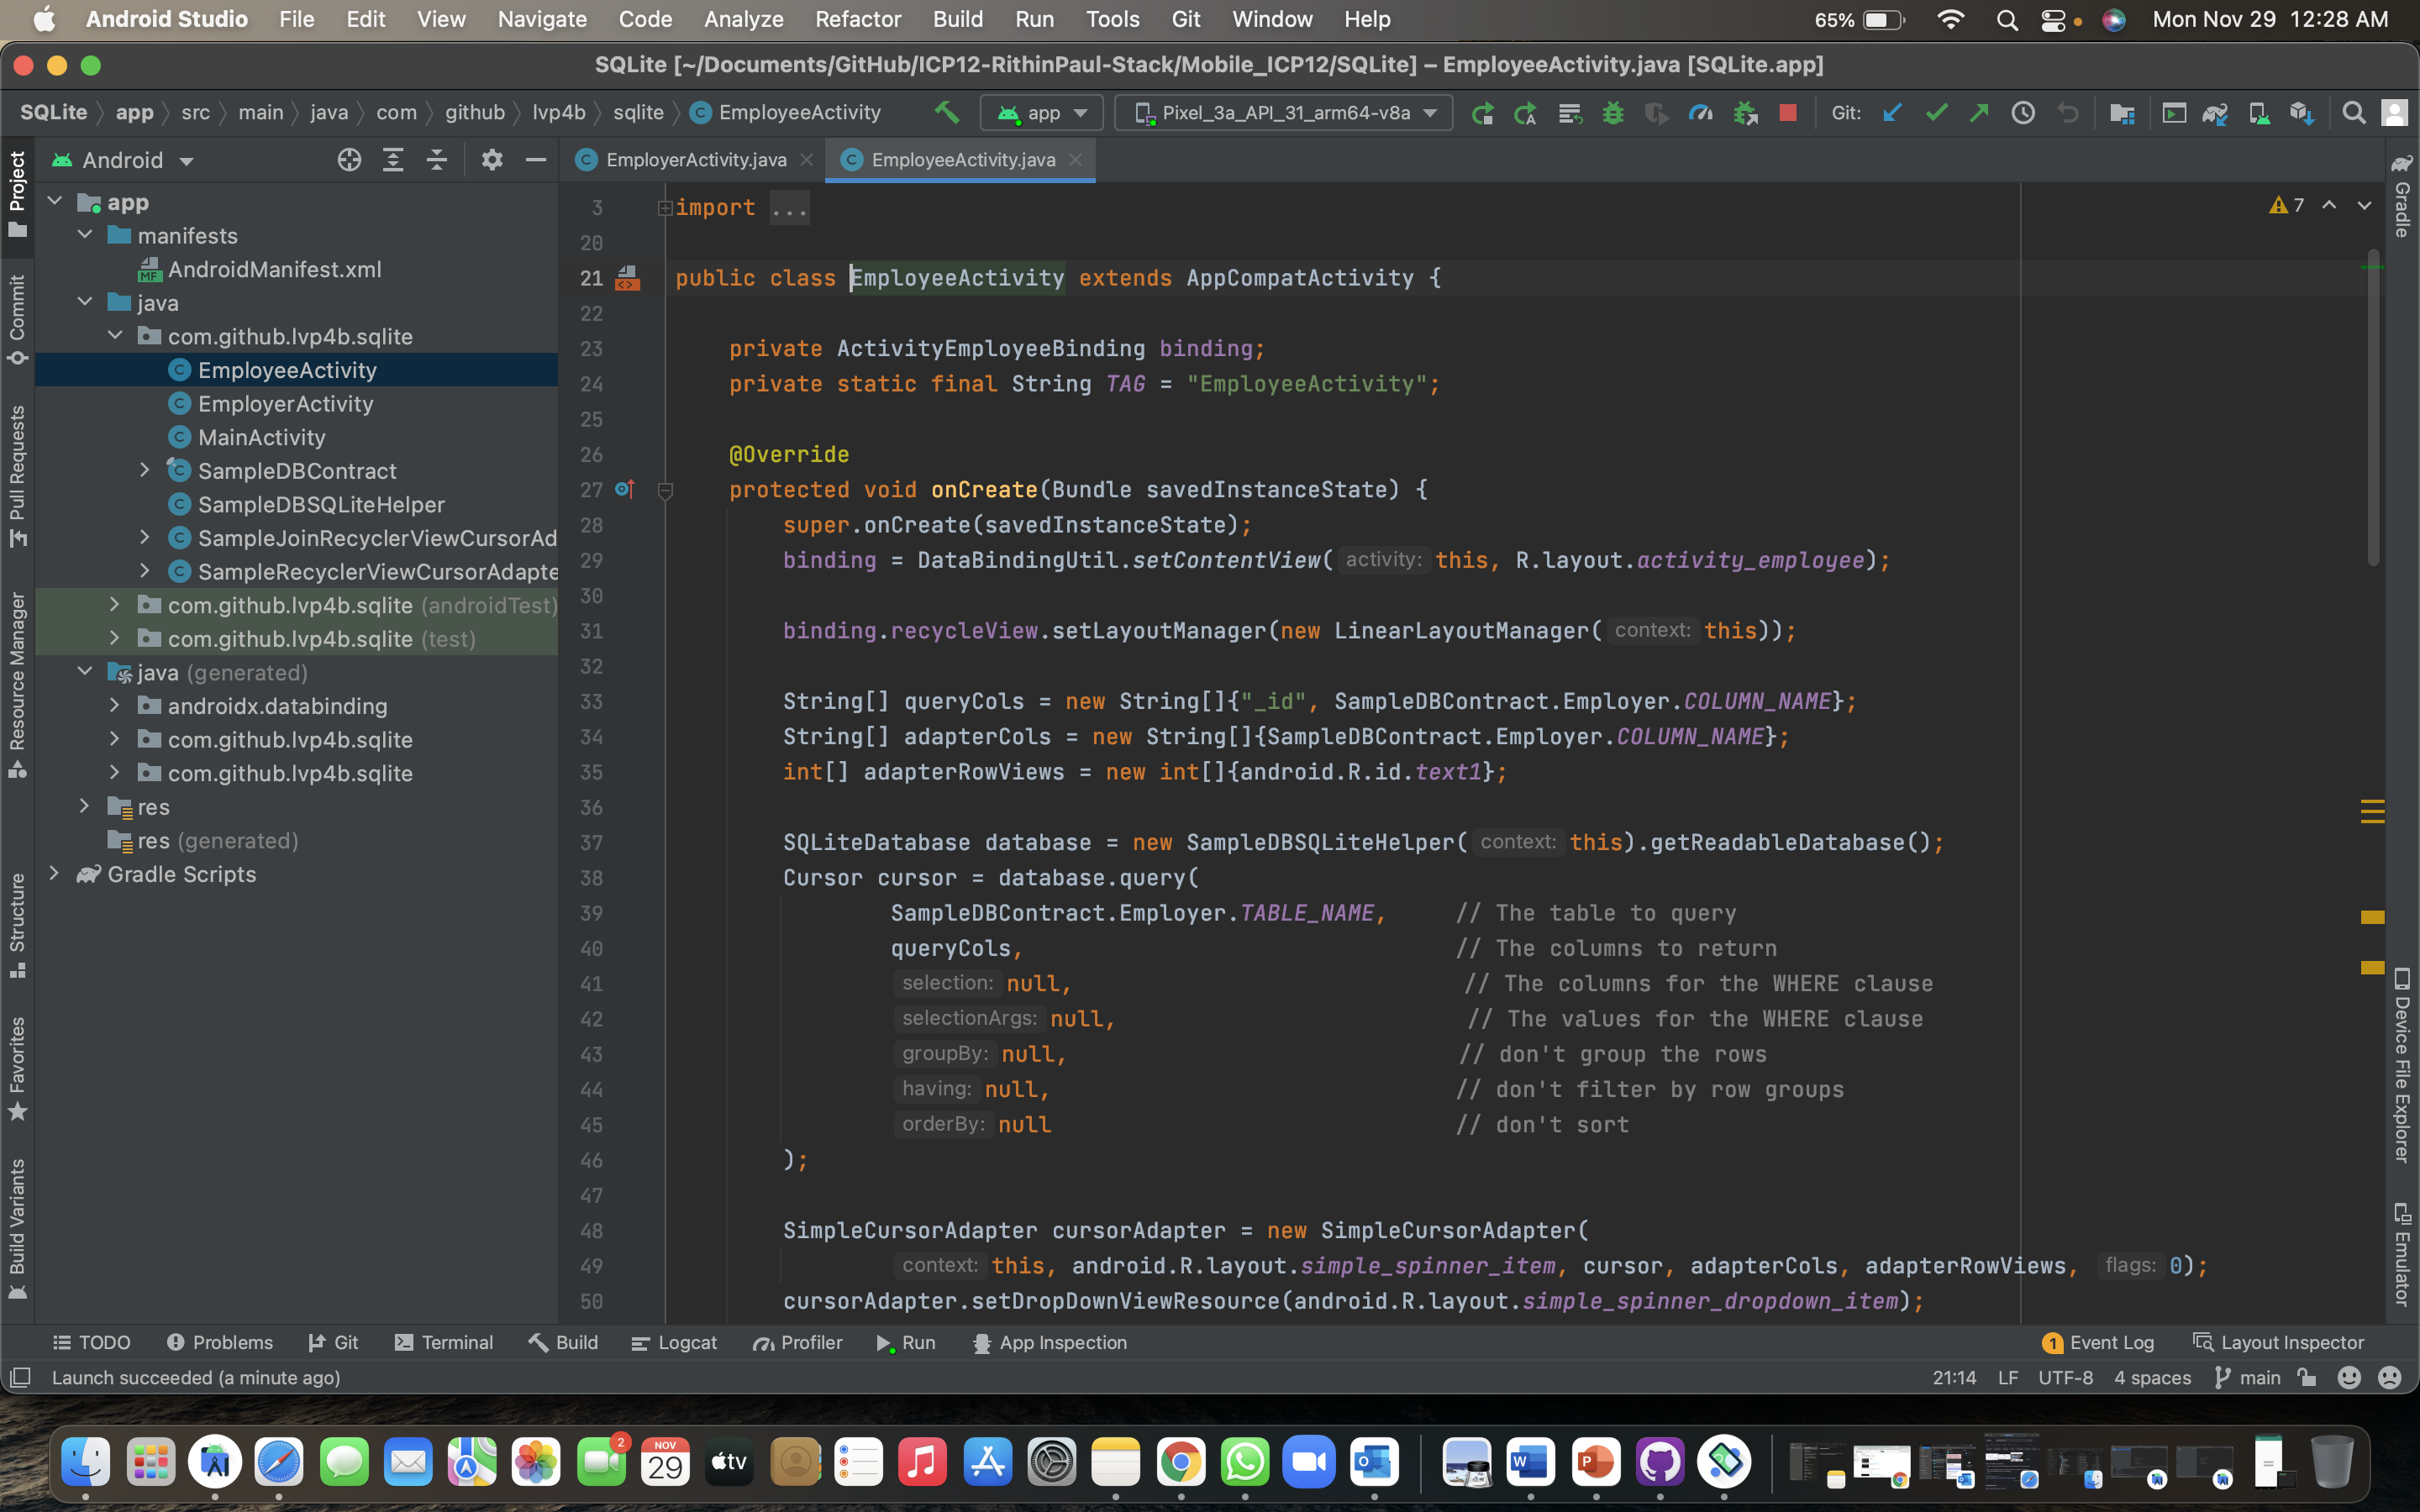 Android Studio File Edit View Navigate Code Analyze Refactor Build Run Tools Git Window Help 65% Mon Nov 29 12:28 AM
SQLite [~/Documents/GitHub/ICP12-RithinPaul-Stack/Mobile_ICP12/SQLite] – EmployeeActivity.java [SQLite.app]
SQLite app src main java com github lvp4b sqlite EmployeeActivity app Pixel_3a_API_31_arm64-v8a Git:
Android EmployerActivity.java EmployeeActivity.java
Project
Commit
Pull Requests
Resource Manager
Structure
Favorites
Build Variants
app
manifests
AndroidManifest.xml
java
com.github.lvp4b.sqlite
EmployeeActivity
EmployerActivity
MainActivity
SampleDBContract
SampleDBSQLiteHelper
SampleJoinRecyclerViewCursorAd
SampleRecyclerViewCursorAdapte
com.github.lvp4b.sqlite (androidTest)
com.github.lvp4b.sqlite (test)
java (generated)
androidx.databinding
com.github.lvp4b.sqlite
com.github.lvp4b.sqlite
res
res (generated)
Gradle Scripts
3 import ... 7
20
21 public class EmployeeActivity extends AppCompatActivity {
22
23 private ActivityEmployeeBinding binding;
24 private static final String TAG = "EmployeeActivity";
25
26 @Override
27 protected void onCreate(Bundle savedInstanceState) {
28 super.onCreate(savedInstanceState);
29 binding = DataBindingUtil.setContentView( activity: this, R.layout.activity_employee);
30
31 binding.recycleView.setLayoutManager(new LinearLayoutManager( context: this));
32
33 String[] queryCols = new String[]{"_id", SampleDBContract.Employer.COLUMN_NAME};
34 String[] adapterCols = new String[]{SampleDBContract.Employer.COLUMN_NAME};
35 int[] adapterRowViews = new int[]{android.R.id.text1};
36
37 SQLiteDatabase database = new SampleDBSQLiteHelper( context: this).getReadableDatabase();
38 Cursor cursor = database.query(
39 SampleDBContract.Employer.TABLE_NAME, // The table to query
40 queryCols, // The columns to return
41 selection: null, // The columns for the WHERE clause
42 selectionArgs: null, // The values for the WHERE clause
43 groupBy: null, // don't group the rows
44 having: null, // don't filter by row groups
45 orderBy: null // don't sort
46 );
47
48 SimpleCursorAdapter cursorAdapter = new SimpleCursorAdapter(
49 context: this, android.R.layout.simple_spinner_item, cursor, adapterCols, adapterRowViews, flags: 0);
50 cursorAdapter.setDropDownViewResource(android.R.layout.simple_spinner_dropdown_item);
Gradle
Device File Explorer
Emulator
TODO Problems Git Terminal Build Logcat Profiler Run App Inspection 1 Event Log Layout Inspector
Launch succeeded (a minute ago) 21:14 LF UTF-8 4 spaces main
2
NOV
29
tv